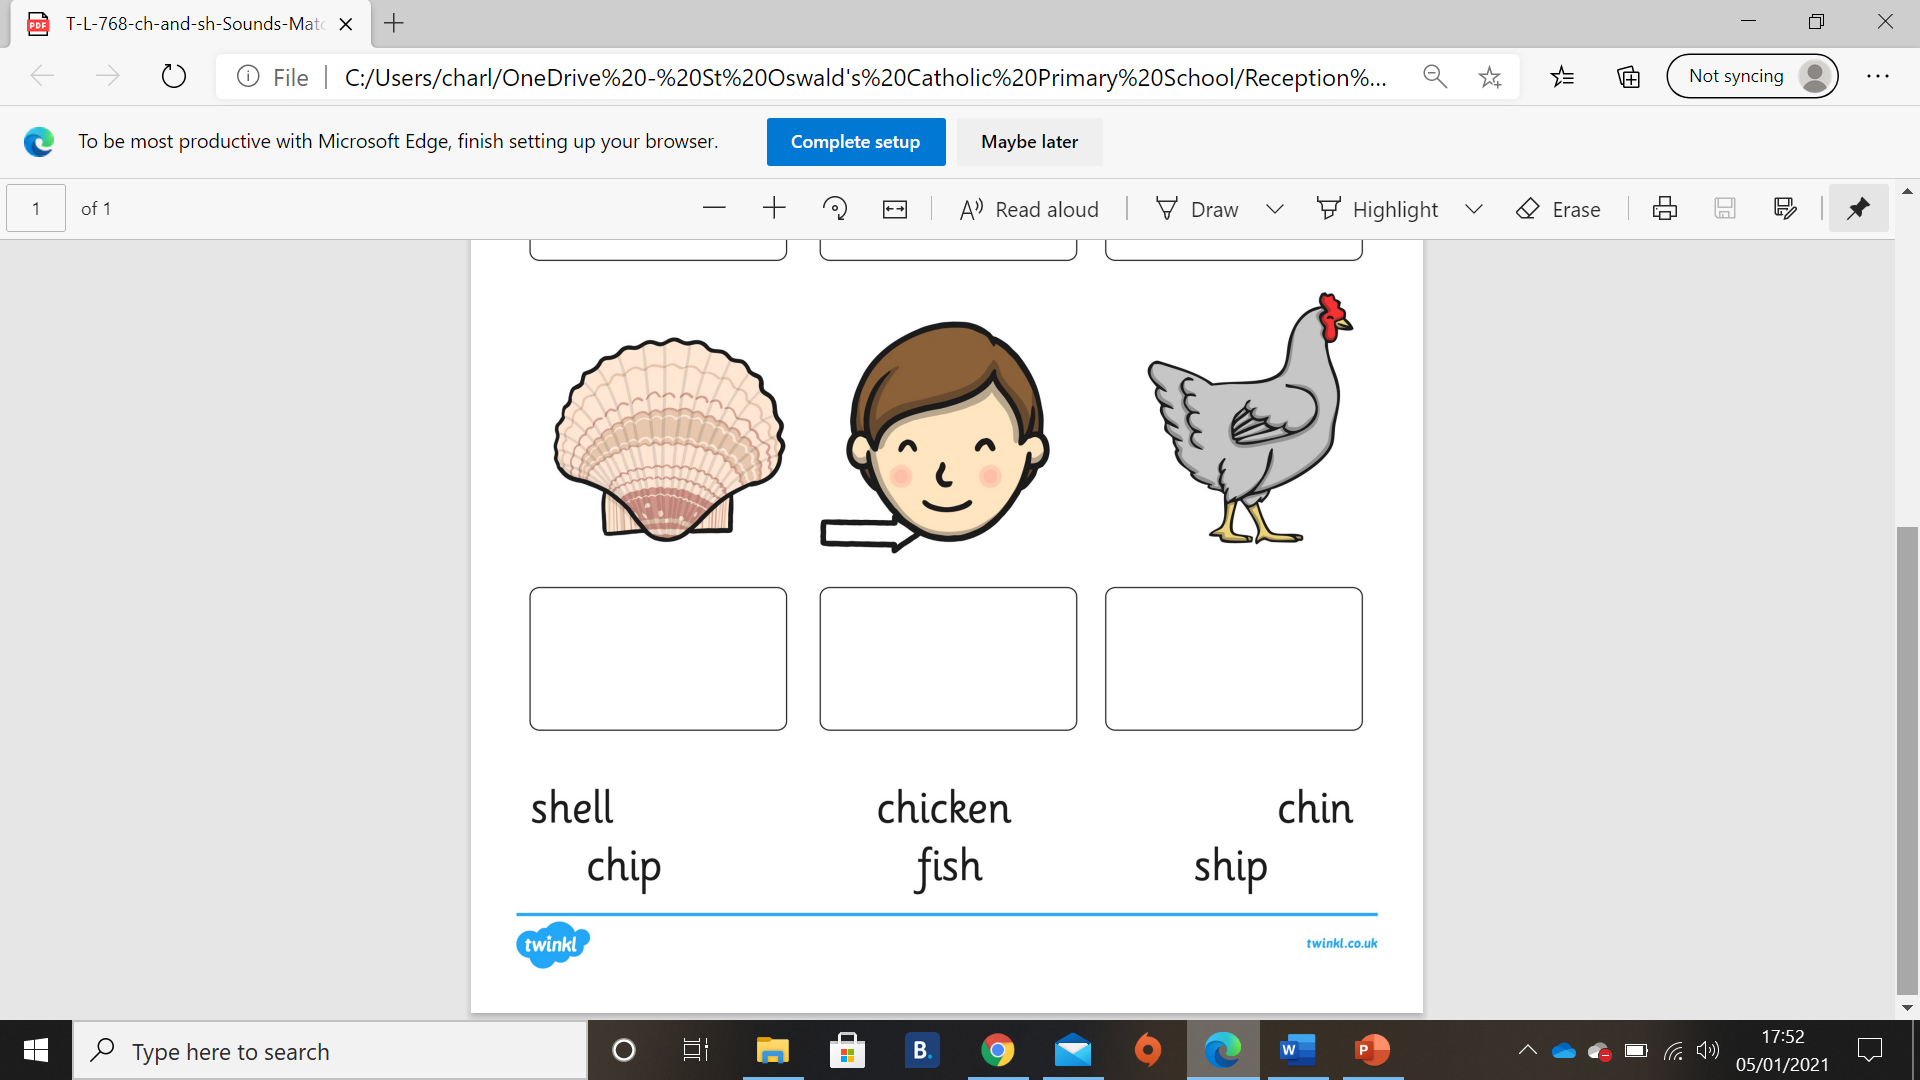 T-L-768-ch-and-sh-Sounds-Matc
File
C:/Users/charl/OneDrive%20-%20St%20Oswald's%20Catholic%20Primary%20School/Reception%...
Not syncing
To be most productive with Microsoft Edge, finish setting up your browser.
Complete setup
Maybe later
1 of 1
Read aloud
Draw
Highlight
Erase
shell chicken chin
chip fish ship
twinkl
twinkl.co.uk
Type here to search
B.
W
P
17:52
05/01/2021